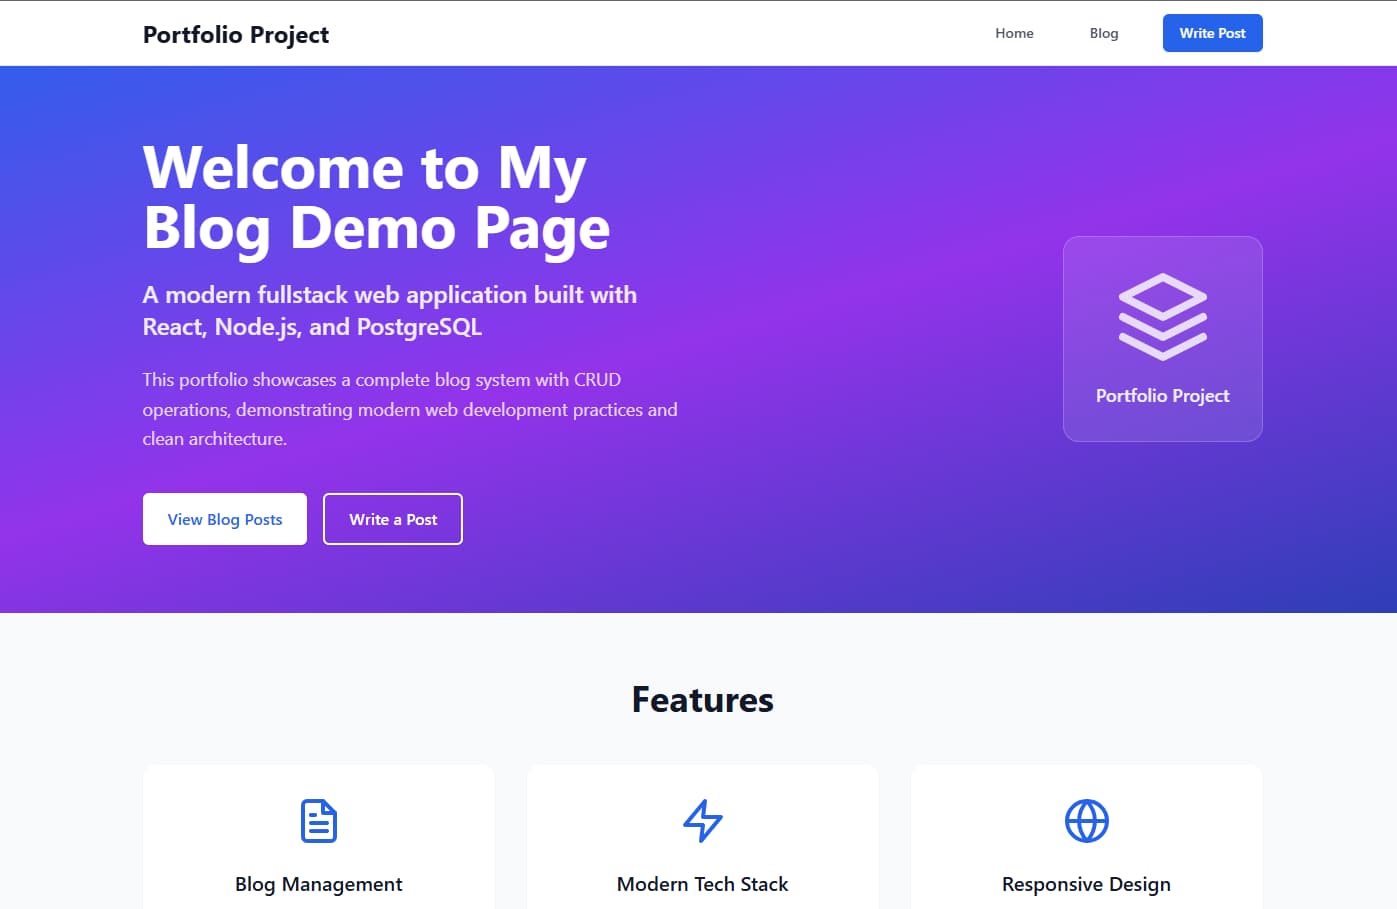 Portfolio Project
Home
Blog
Write Post
Welcome to My
Blog Demo Page
A modern fullstack web application built with
React, Node.js, and PostgreSQL
This portfolio showcases a complete blog system with CRUD
operations, demonstrating modern web development practices and
clean architecture.
View Blog Posts
Write a Post
Portfolio Project
Features
Blog Management
Modern Tech Stack
Responsive Design